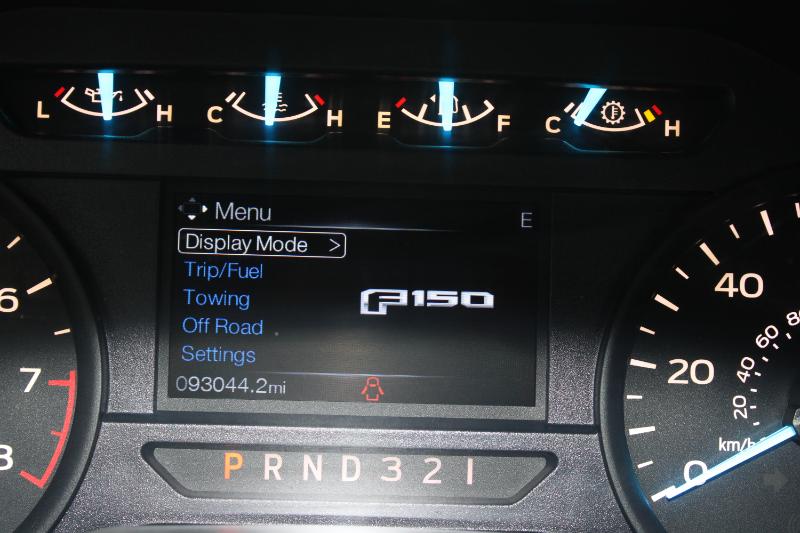 L H C H E F C H
Menu
E
Display Mode >
Trip/Fuel
Towing
Off Road
Settings
F150
093044.2mi
P R N D 3 2 1
6
7
8
40
20
0
80
60
40
20
km/h